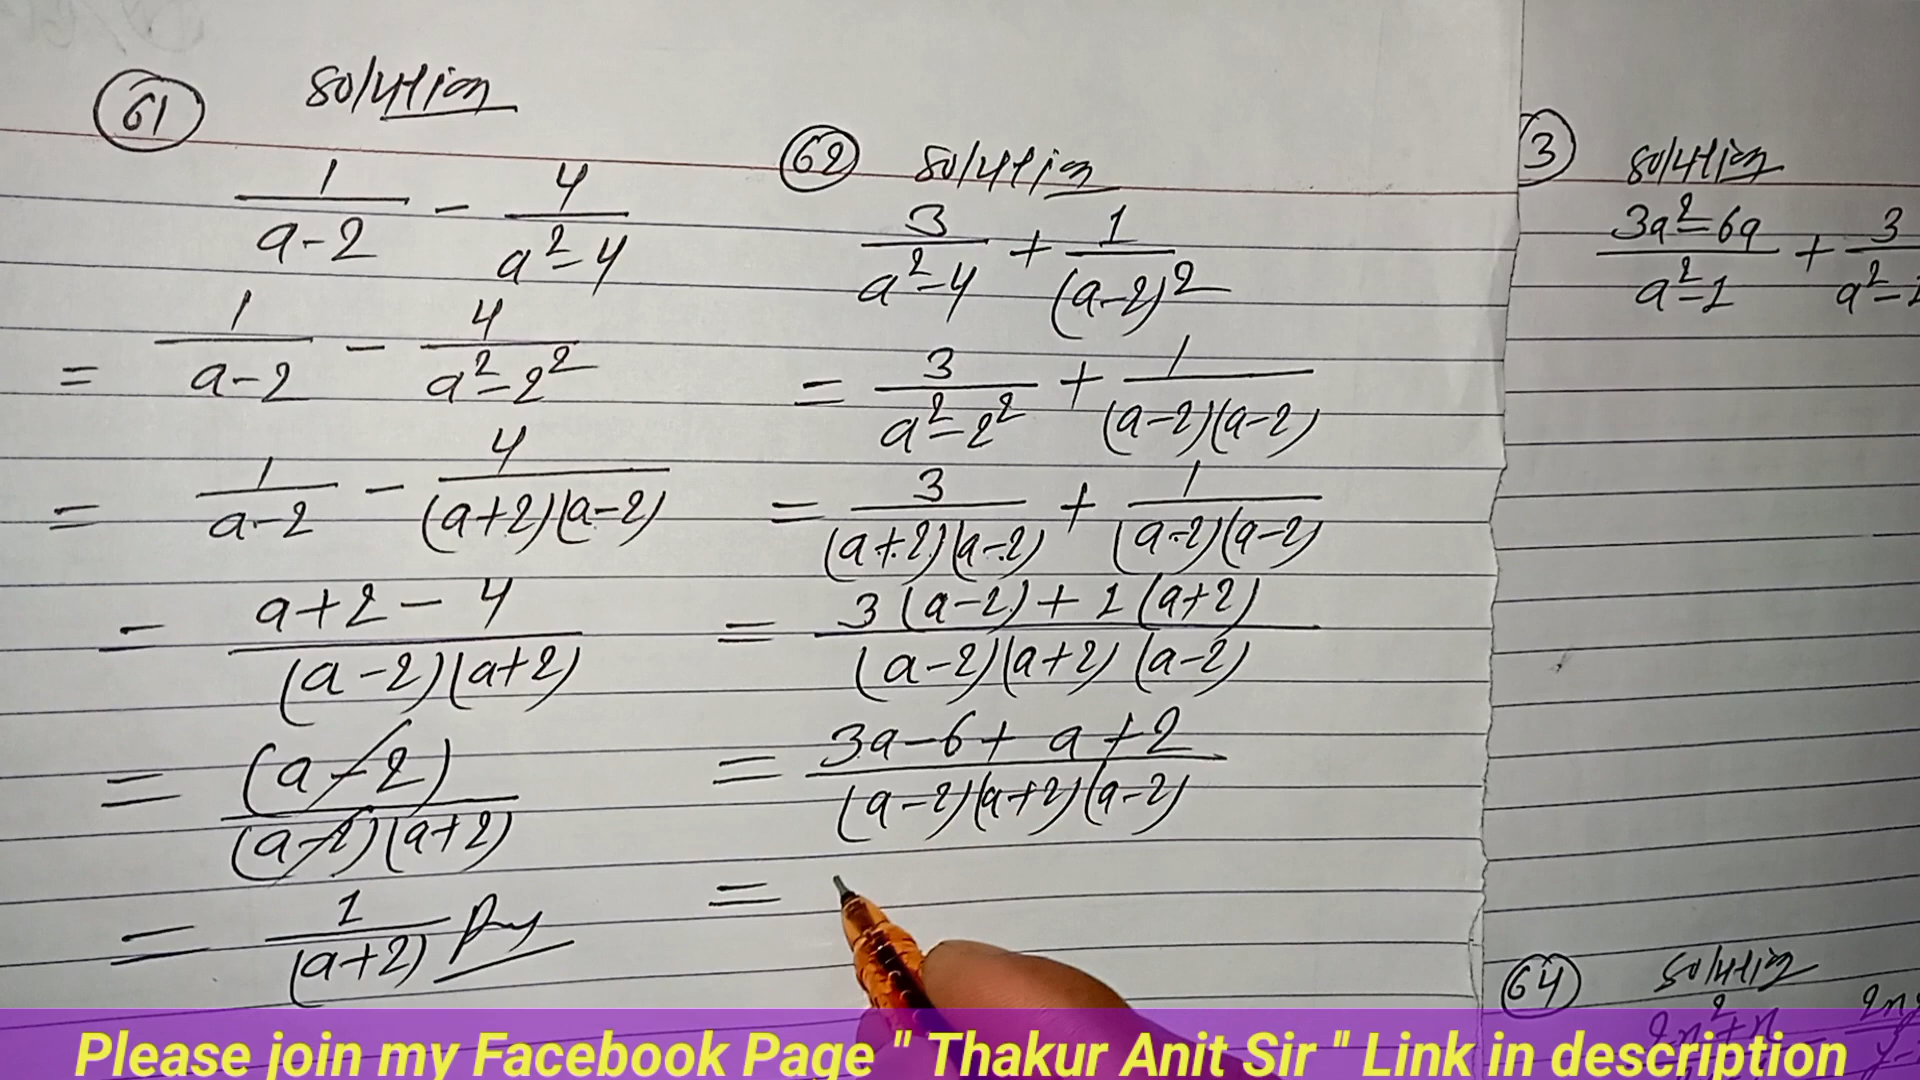 61 Solution
1/(a-2) - 4/(a²-4)
= 1/(a-2) - 4/(a²-2²)
= 1/(a-2) - 4/((a+2)(a-2))
= (a+2-4)/((a-2)(a+2))
= (a-2)/((a-2)(a+2))
= 1/(a+2)
62 Solution
3/(a²-4) + 1/(a-2)²
= 3/(a²-2²) + 1/((a-2)(a-2))
= 3/((a+2)(a-2)) + 1/((a-2)(a-2))
= (3(a-2)+1(a+2))/((a-2)(a+2)(a-2))
= (3a-6+a+2)/((a-2)(a+2)(a-2))
=
3 Solution
(3a²-6a)/(a²-1) + 3/(a²-1
64 Solution
Please join my Facebook Page " Thakur Anit Sir " Link in description